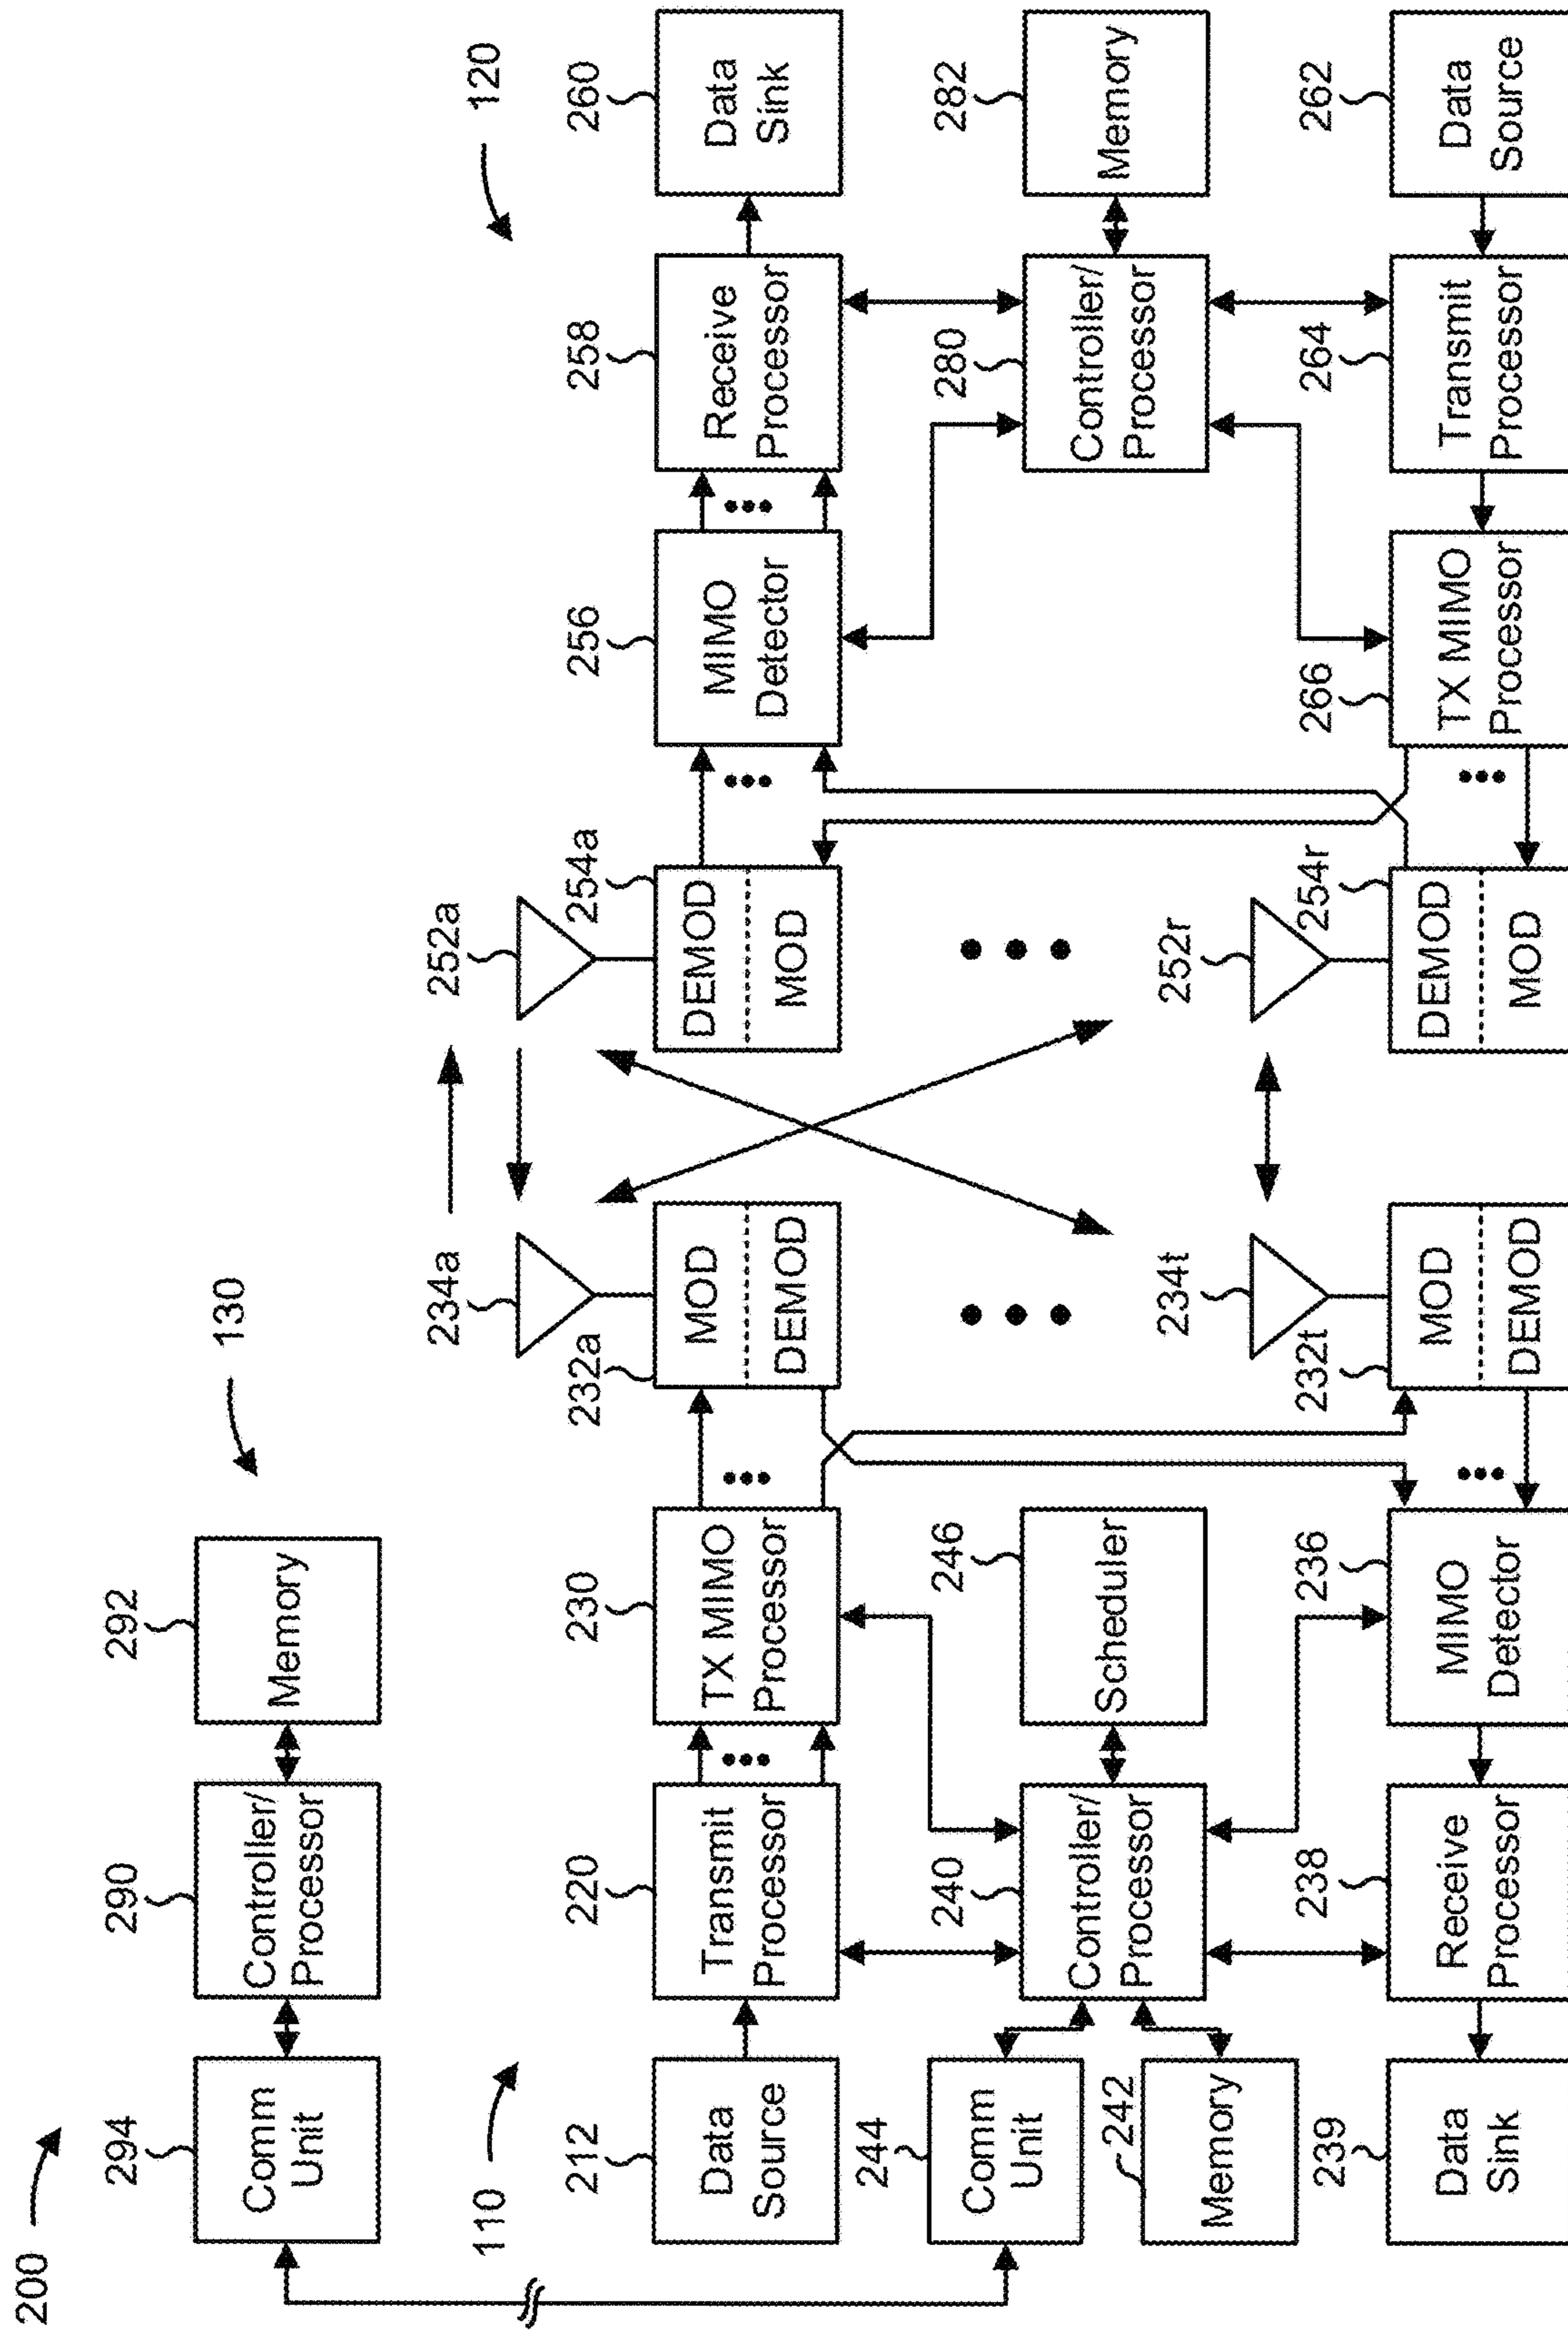 200
294
Comm
Unit
290
Controller/
Processor
292
Memory
130
110
120
212
Data
Source
220
Transmit
Processor
230
TX MIMO
Processor
232a
MOD
DEMOD
234a
252a
254a
DEMOD
MOD
256
MIMO
Detector
258
Receive
Processor
260
Data
Sink
244
Comm
Unit
242
Memory
240
Controller/
Processor
246
Scheduler
280
Controller/
Processor
282
Memory
239
Data
Sink
238
Receive
Processor
236
MIMO
Detector
232t
MOD
DEMOD
234t
252r
254r
DEMOD
MOD
266
TX MIMO
Processor
264
Transmit
Processor
262
Data
Source